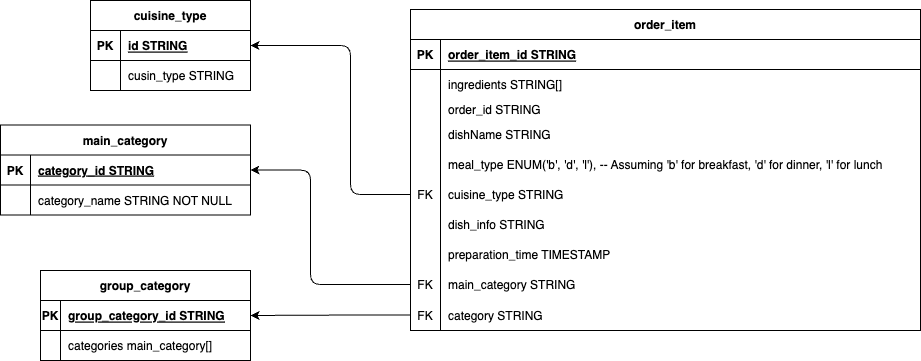 cuisine_type
PK id STRING
cusin_type STRING
main_category
PK category_id STRING
category_name STRING NOT NULL
group_category
PK group_category_id STRING
categories main_category[]
order_item
PK order_item_id STRING
ingredients STRING[]
order_id STRING
dishName STRING
meal_type ENUM('b', 'd', 'l'), -- Assuming 'b' for breakfast, 'd' for dinner, 'l' for lunch
FK cuisine_type STRING
dish_info STRING
preparation_time TIMESTAMP
FK main_category STRING
FK category STRING